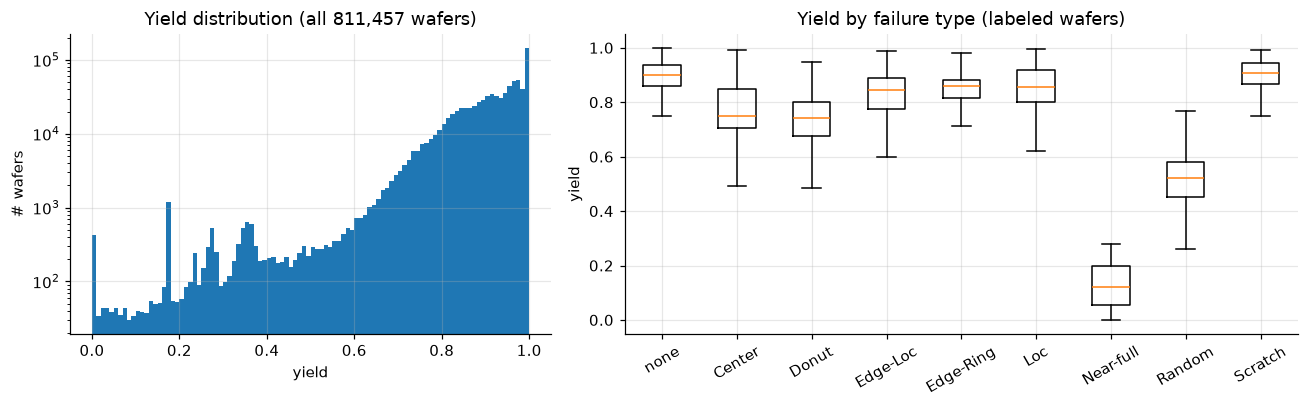 Yield distribution (all 811,457 wafers)
# wafers
10^5
10^4
10^3
10^2
0.0 0.2 0.4 0.6 0.8 1.0
yield
Yield by failure type (labeled wafers)
yield
1.0
0.8
0.6
0.4
0.2
0.0
none Center Donut Edge-Loc Edge-Ring Loc Near-full Random Scratch